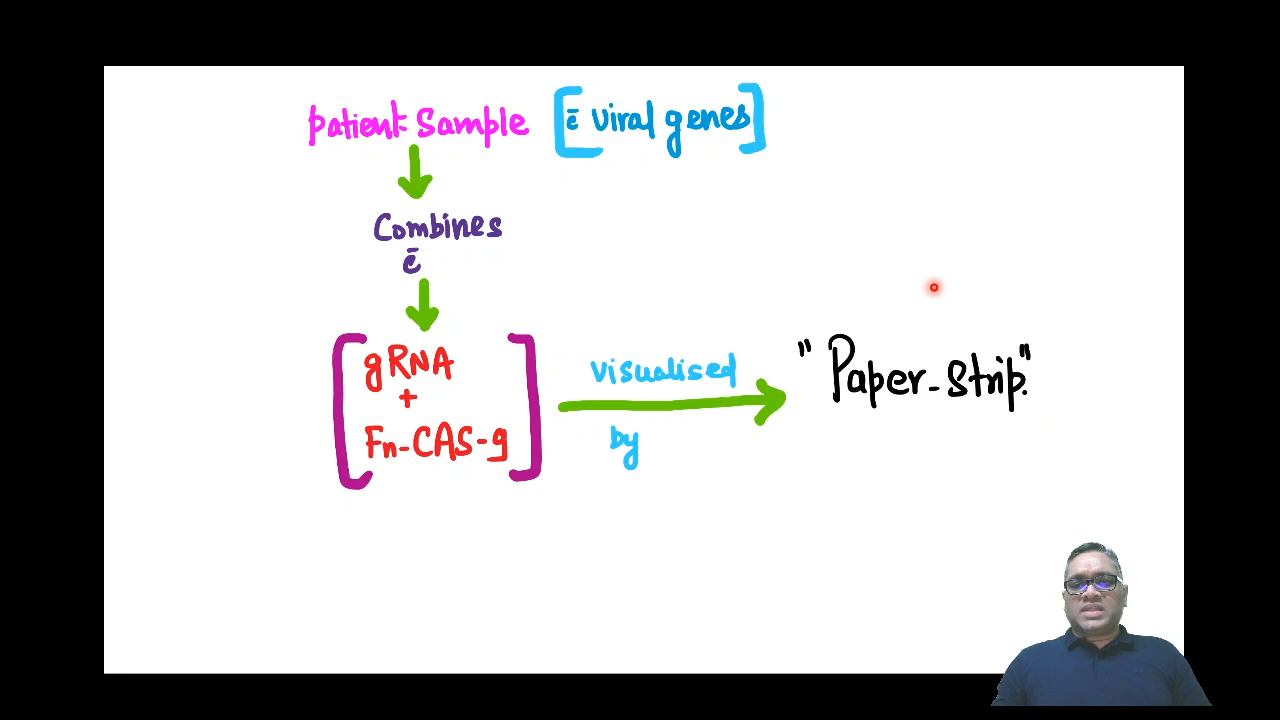 Patient Sample [c̄ Viral genes]
Combines
c̄
gRNA
+
Fn-CAS-9
Visualised
by
"Paper-Strip."